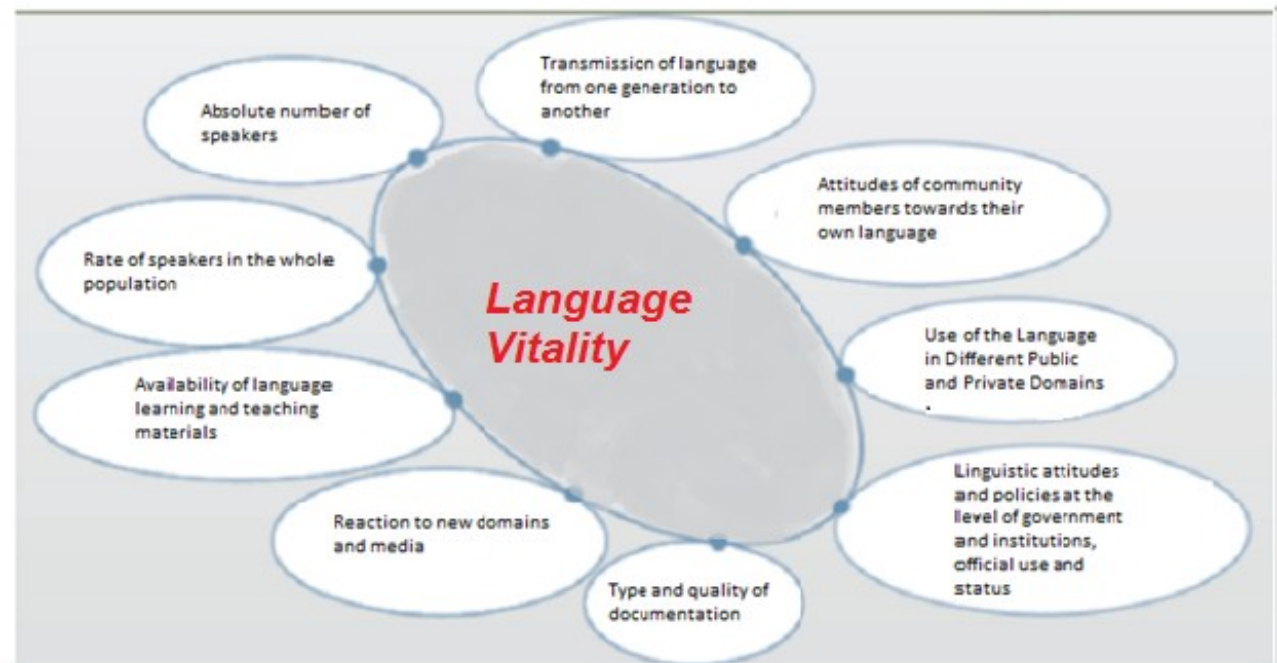 Transmission of language
from one generation to
another
Absolute number of
speakers
Attitudes of community
members towards their
own language
Rate of speakers in the whole
population
Language
Vitality
Use of the Language
in Different Public
and Private Domains
.
Availability of language
learning and teaching
materials
Linguistic attitudes
and policies at the
level of government
and institutions,
official use and
status
Reaction to new domains
and media
Type and quality of
documentation